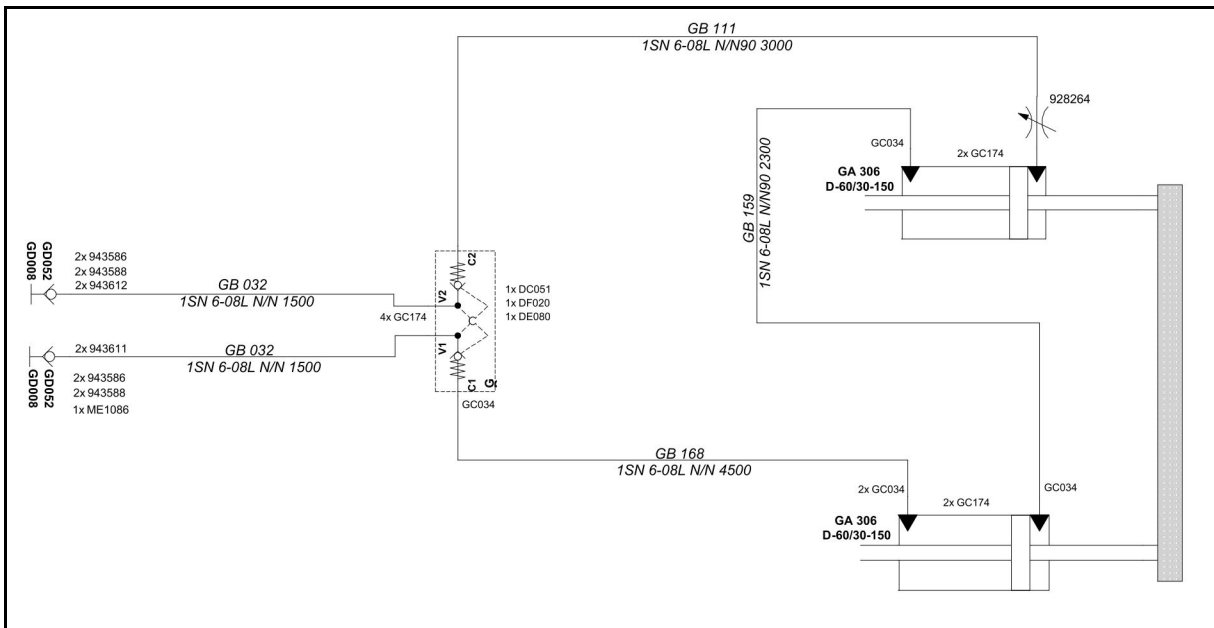 GB 111
1SN 6-08L N/N90 3000
928264
GC034
2x GC174
GA 306
D-60/30-150
GB 159
1SN 6-08L N/N90 2300
GD008
GD052
2x 943586
2x 943588
2x 943612
GB 032
1SN 6-08L N/N 1500
C2
V2
1x DC051
1x DF020
1x DE080
4x GC174
2x 943611
GB 032
1SN 6-08L N/N 1500
V1
C1
GD008
GD052
2x 943586
2x 943588
1x ME1086
GC034
GB 168
1SN 6-08L N/N 4500
2x GC034
2x GC174
GC034
GA 306
D-60/30-150